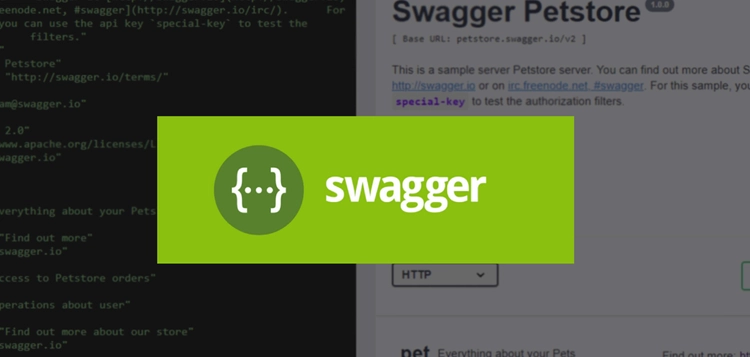 eenode.net, #swagger](http://swagger.io/irc/). For
you can use the api key `special-key` to test the
filters."
"
Petstore"
"http://swagger.io/terms/"
am@swagger.io"
2.0"
www.apache.org/licenses/L
wagger.io"
verything about your Pets
"Find out more"
swagger.io"
ccess to Petstore orders"
perations about user"
"Find out more about our store"
swagger.io"
Swagger Petstore 1.0.0
[ Base URL: petstore.swagger.io/v2 ]
This is a sample server Petstore server. You can find out more about S
http://swagger.io or on irc.freenode.net, #swagger. For this sample, you
special-key to test the authorization filters.
{···} swagger
HTTP
pet Everything about your Pets Find out more: ht